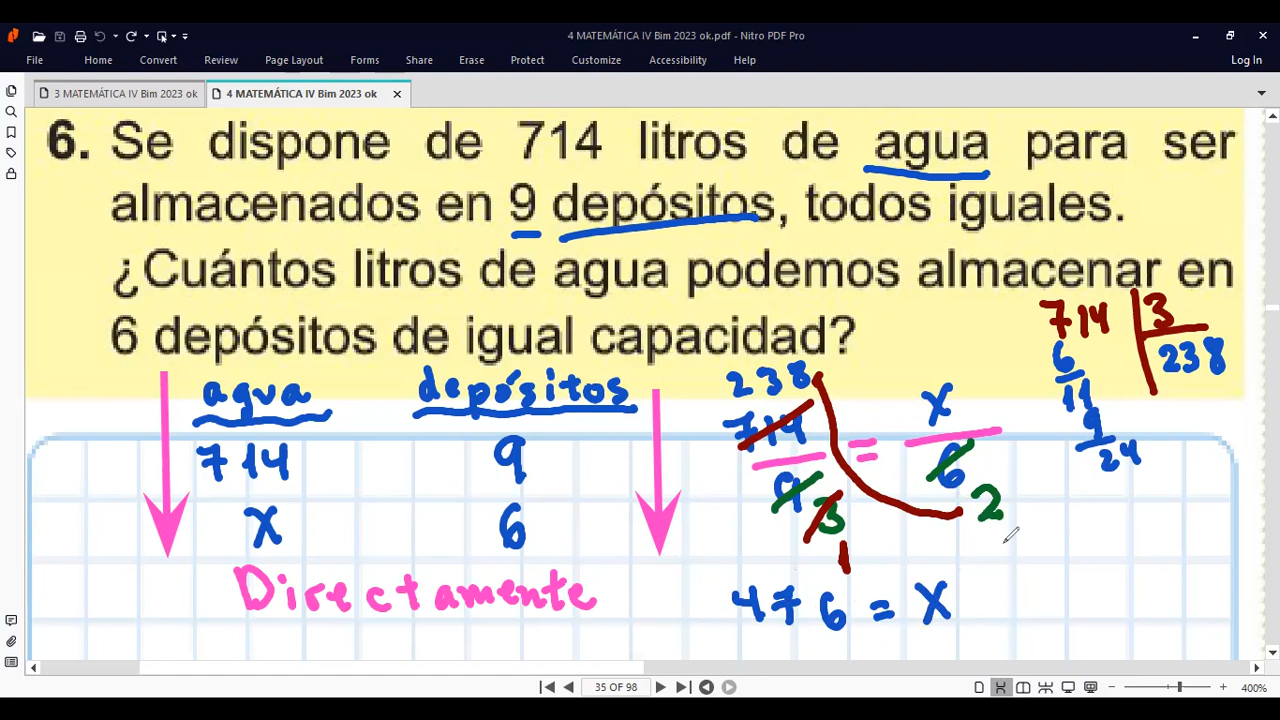 4 MATEMÁTICA IV Bim 2023 ok.pdf - Nitro PDF Pro
File Home Convert Review Page Layout Forms Share Erase Protect Customize Accessibility Help Log In
3 MATEMÁTICA IV Bim 2023 ok 4 MATEMÁTICA IV Bim 2023 ok
6. Se dispone de 714 litros de agua para ser
almacenados en 9 depósitos, todos iguales.
¿Cuántos litros de agua podemos almacenar en
6 depósitos de igual capacidad?
714 3
6 238
11
9
24
agua depósitos
714 9
x 6
Directamente
238
714 = x
9 6
3 2
1
476 = x
35 OF 98
400%